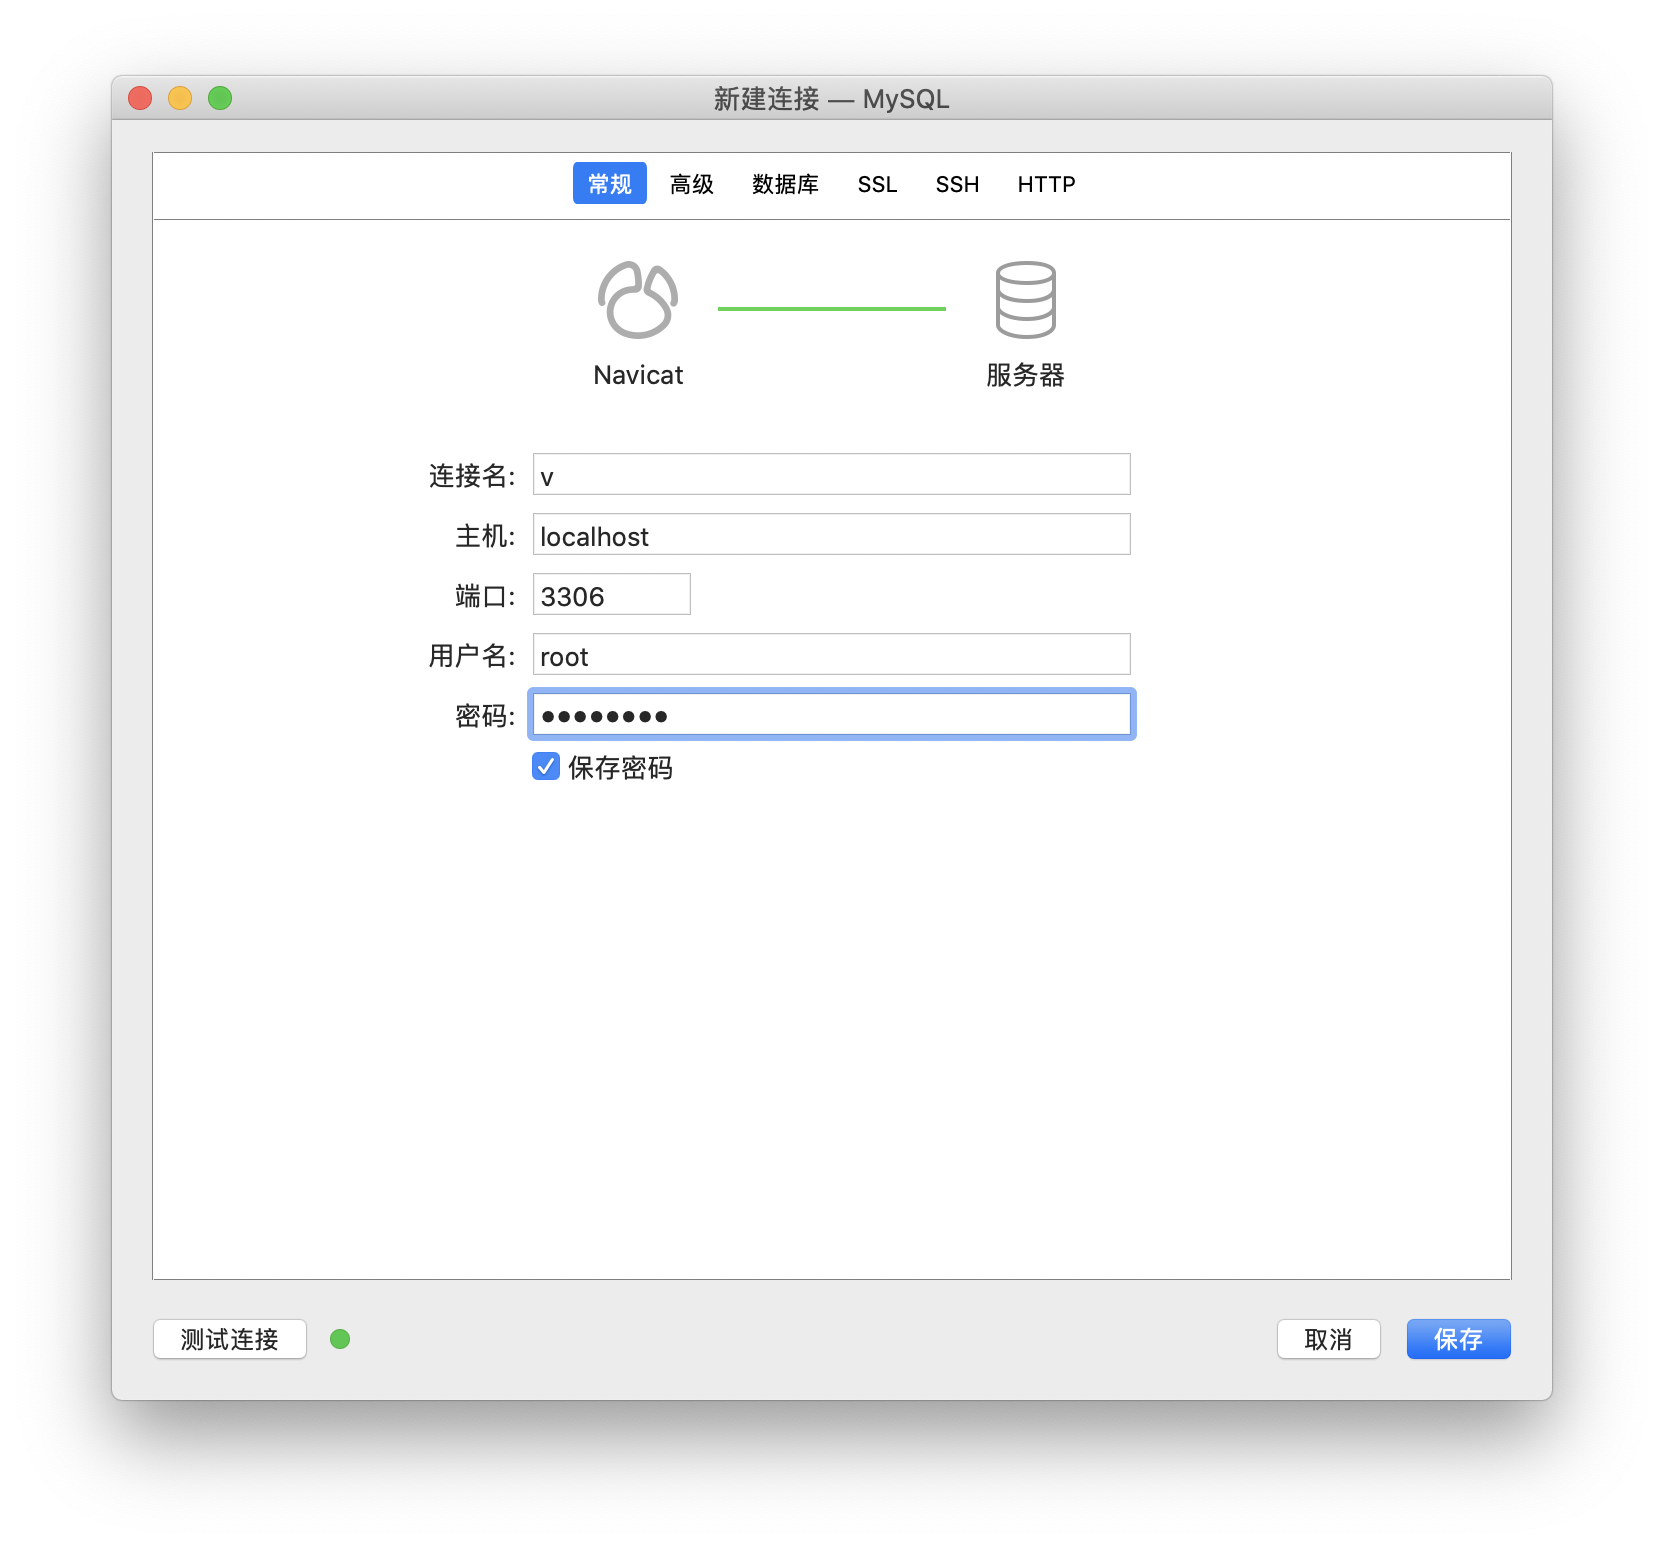 新建连接 — MySQL
常规 高级 数据库 SSL SSH HTTP
Navicat 服务器
连接名: v
主机: localhost
端口: 3306
用户名: root
密码: ●●●●●●●●
保存密码
测试连接 取消 保存